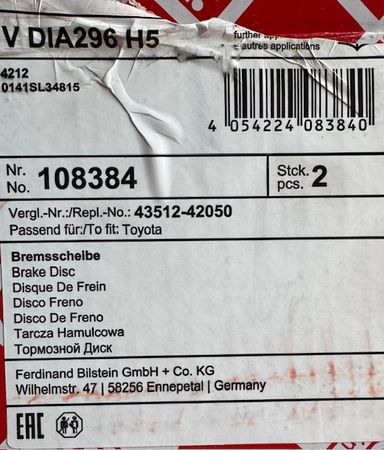 V DIA296 H5
further app
& autres applications
4212
0141SL34815
4 054224 083840
Nr.
No. 108384
Stck.
pcs. 2
Vergl.-Nr.:/Repl.-No.: 43512-42050
Passend für:/To fit: Toyota
Bremsscheibe
Brake Disc
Disque De Frein
Disco Freno
Disco De Freno
Tarcza Hamulcowa
Тормозной Диск
Ferdinand Bilstein GmbH + Co. KG
Wilhelmstr. 47 | 58256 Ennepetal | Germany
EAC